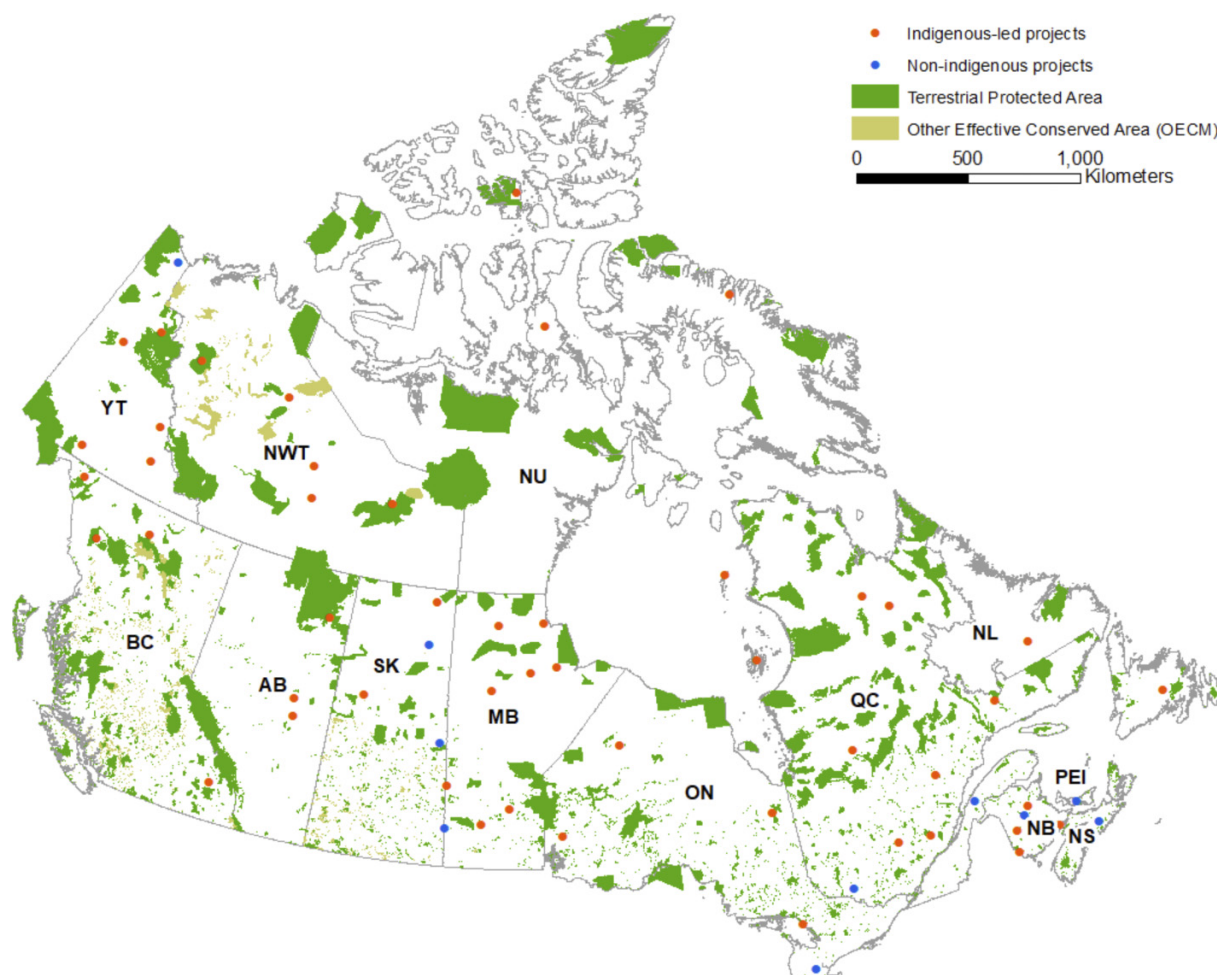 Indigenous-led projects
Non-indigenous projects
Terrestrial Protected Area
Other Effective Conserved Area (OECM)
0 500 1,000
Kilometers
YT
NWT
NU
BC
AB
SK
MB
ON
QC
NL
PEI
NB
NS